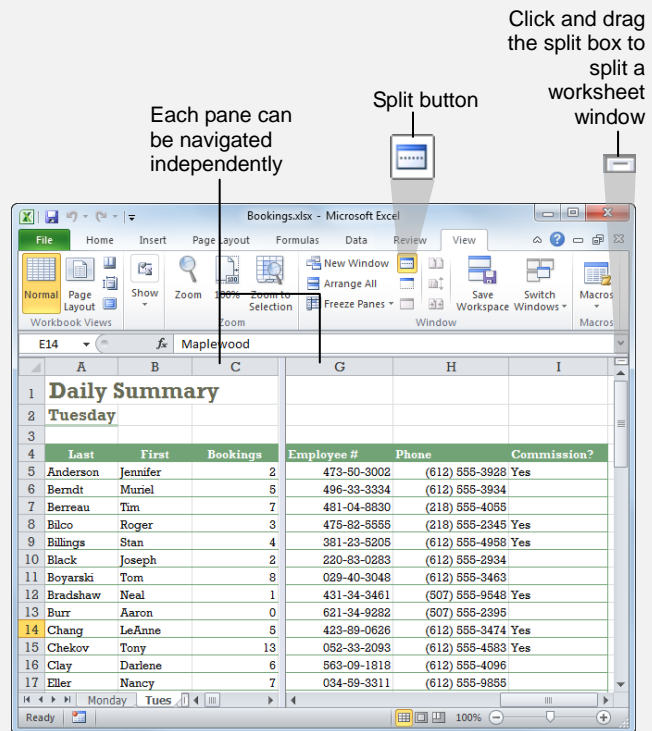 Click and drag
the split box to
split a
worksheet
window
Split button
Each pane can
be navigated
independently
Bookings.xlsx - Microsoft Excel
File Home Insert Page Layout Formulas Data Review View
Normal Page Layout Show Zoom 100% Zoom to Selection New Window Arrange All Freeze Panes Save Workspace Switch Windows Macros
Workbook Views Zoom Window Macros
E14 fx Maplewood
A B C G H I
1 Daily Summary
2 Tuesday
3
4 Last First Bookings Employee # Phone Commission?
5 Anderson Jennifer 2 473-50-3002 (612) 555-3928 Yes
6 Berndt Muriel 5 496-33-3334 (612) 555-3934
7 Berreau Tim 7 481-04-8830 (218) 555-4055
8 Bilco Roger 3 475-82-5555 (218) 555-2345 Yes
9 Billings Stan 4 381-23-5205 (612) 555-4958 Yes
10 Black Joseph 2 220-83-0283 (612) 555-2934
11 Boyarski Tom 8 029-40-3048 (612) 555-3463
12 Bradshaw Neal 1 431-34-3461 (507) 555-9548 Yes
13 Burr Aaron 0 621-34-9282 (507) 555-2395
14 Chang LeAnne 5 423-89-0626 (612) 555-3474 Yes
15 Chekov Tony 13 052-33-2093 (612) 555-4583 Yes
16 Clay Darlene 6 563-09-1818 (612) 555-4096
17 Eller Nancy 7 034-59-3311 (612) 555-9855
Monday Tues
Ready 100%